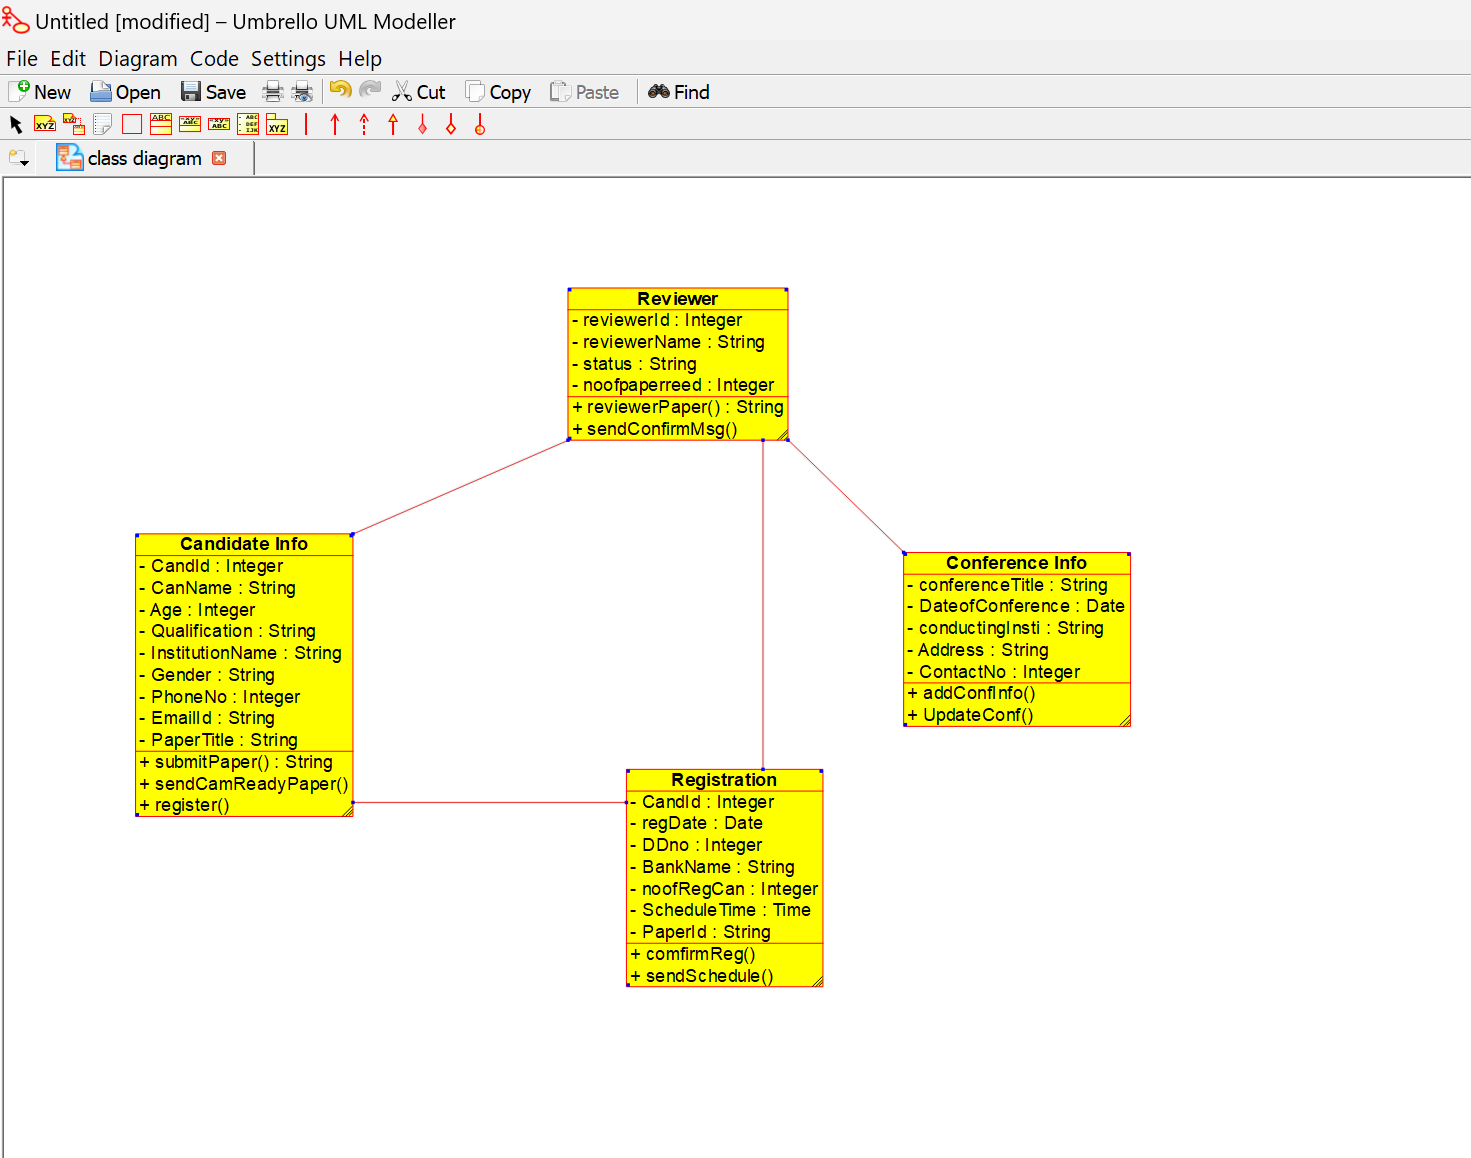 Untitled [modified] – Umbrello UML Modeller
File Edit Diagram Code Settings Help
New Open Save Cut Copy Paste Find
class diagram
Reviewer
- reviewerId : Integer
- reviewerName : String
- status : String
- noofpaperreed : Integer
+ reviewerPaper() : String
+ sendConfirmMsg()
Candidate Info
- CandId : Integer
- CanName : String
- Age : Integer
- Qualification : String
- InstitutionName : String
- Gender : String
- PhoneNo : Integer
- EmailId : String
- PaperTitle : String
+ submitPaper() : String
+ sendCamReadyPaper()
+ register()
Conference Info
- conferenceTitle : String
- DateofConference : Date
- conductingInsti : String
- Address : String
- ContactNo : Integer
+ addConfInfo()
+ UpdateConf()
Registration
- CandId : Integer
- regDate : Date
- DDno : Integer
- BankName : String
- noofRegCan : Integer
- ScheduleTime : Time
- PaperId : String
+ comfirmReg()
+ sendSchedule()